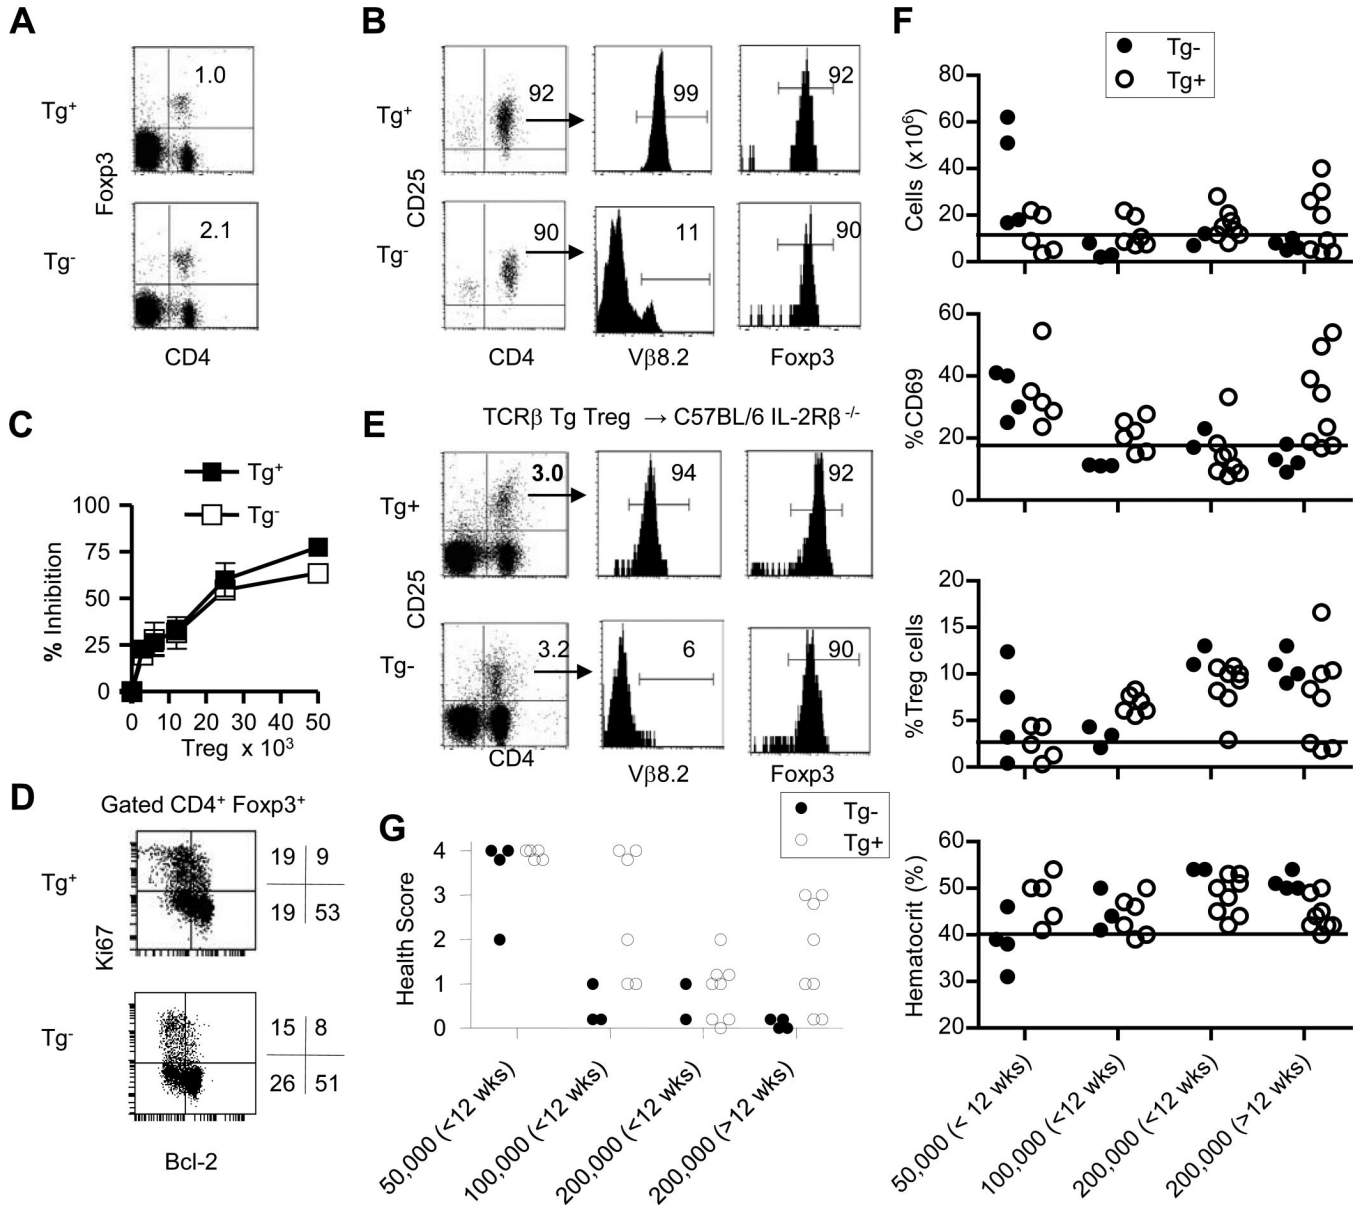 A
Tg⁺
1.0
Foxp3
Tg⁻
2.1
CD4
B
Tg⁺
92
99
92
CD25
Tg⁻
90
11
90
CD4
Vβ8.2
Foxp3
C
Tg⁺
Tg⁻
% Inhibition
100
75
50
25
0
0
10
20
30
50
Treg x 10³
D
Gated CD4⁺ Foxp3⁺
Tg⁺
19 9
19 53
Ki67
Tg⁻
15 8
26 51
Bcl-2
E
TCRβ Tg Treg → C57BL/6 IL-2Rβ⁻/⁻
Tg+
3.0
94
92
CD25
Tg-
3.2
6
90
CD4
Vβ8.2
Foxp3
F
Tg-
Tg+
Cells (x10⁶)
80
60
40
20
0
%CD69
60
40
20
0
% Treg cells
20
15
10
5
0
Hematocrit (%)
60
50
40
30
20
50,000 (< 12 wks)
100,000 (<12 wks)
200,000 (<12 wks)
200,000 (>12 wks)
G
Tg-
Tg+
Health Score
4
3
2
1
0
50,000 (<12 wks)
100,000 (<12 wks)
200,000 (<12 wks)
200,000 (>12 wks)